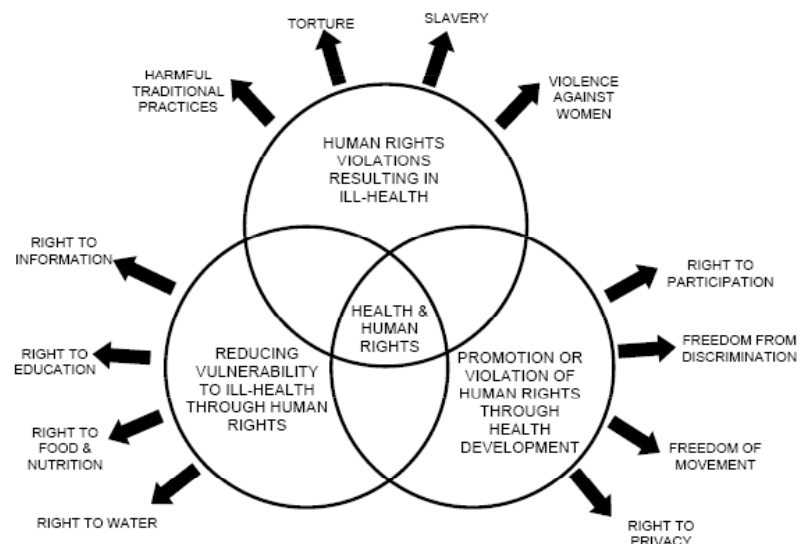 TORTURE
SLAVERY
HARMFUL
TRADITIONAL
PRACTICES
VIOLENCE
AGAINST
WOMEN
HUMAN RIGHTS
VIOLATIONS
RESULTING IN
ILL-HEALTH
RIGHT TO
INFORMATION
RIGHT TO
EDUCATION
RIGHT TO
FOOD &
NUTRITION
RIGHT TO WATER
REDUCING
VULNERABILITY
TO ILL-HEALTH
THROUGH HUMAN
RIGHTS
HEALTH &
HUMAN
RIGHTS
PROMOTION OR
VIOLATION OF
HUMAN RIGHTS
THROUGH
HEALTH
DEVELOPMENT
RIGHT TO
PARTICIPATION
FREEDOM FROM
DISCRIMINATION
FREEDOM OF
MOVEMENT
RIGHT TO
PRIVACY